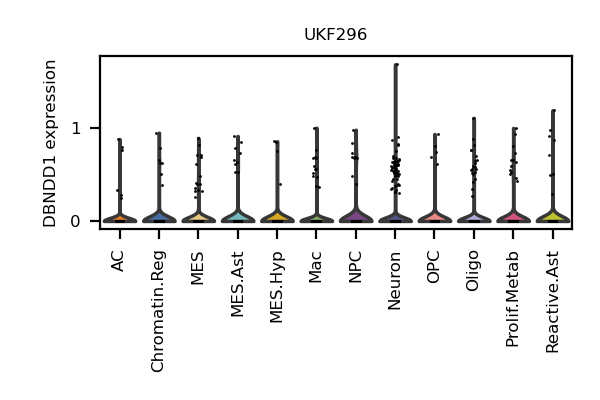 UKF296
DBNDD1 expression
1
0
AC
Chromatin.Reg
MES
MES.Ast
MES.Hyp
Mac
NPC
Neuron
OPC
Oligo
Prolif.Metab
Reactive.Ast